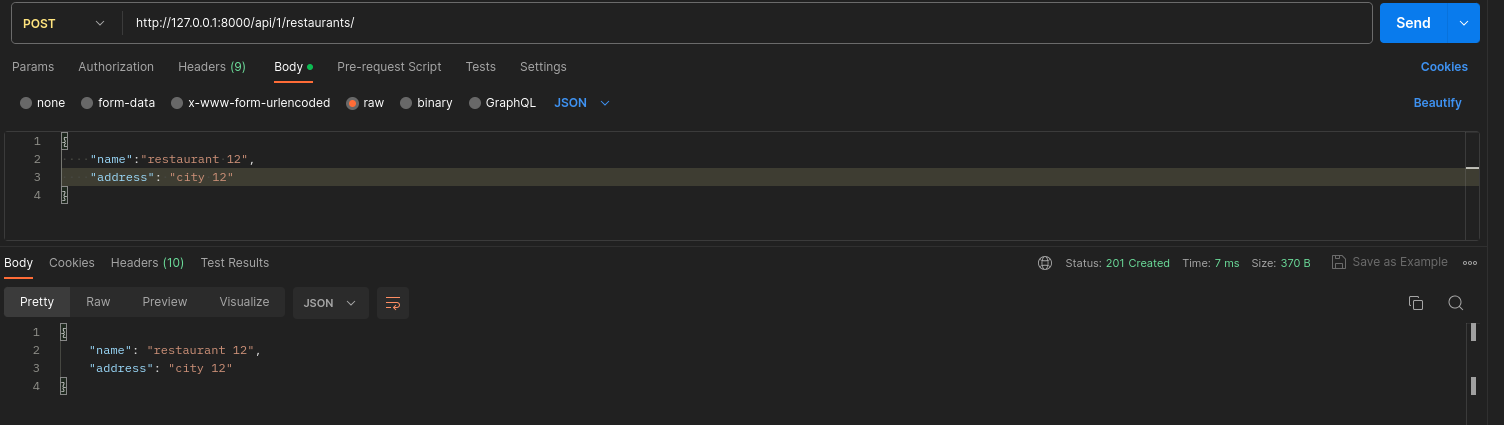 POST http://127.0.0.1:8000/api/1/restaurants/ Send
Params Authorization Headers (9) Body Pre-request Script Tests Settings Cookies
none form-data x-www-form-urlencoded raw binary GraphQL JSON Beautify
1 {
2 "name":"restaurant 12",
3 "address": "city 12"
4 }
Body Cookies Headers (10) Test Results Status: 201 Created Time: 7 ms Size: 370 B Save as Example
Pretty Raw Preview Visualize JSON
1 {
2 "name": "restaurant 12",
3 "address": "city 12"
4 }